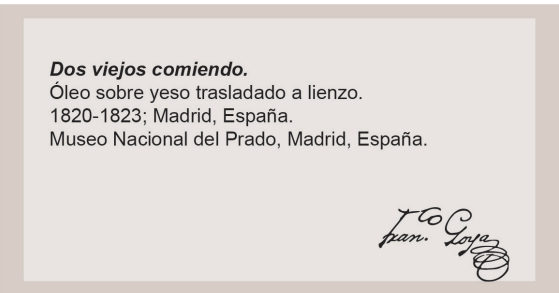 Dos viejos comiendo.
Óleo sobre yeso trasladado a lienzo.
1820-1823; Madrid, España.
Museo Nacional del Prado, Madrid, España.
Fran.co Goya